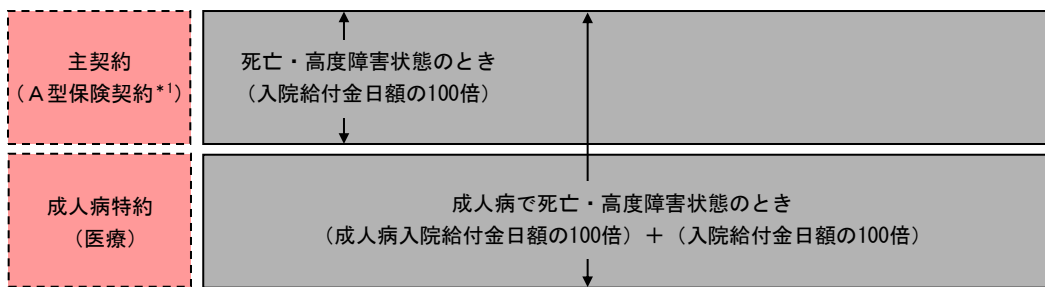 主契約
（Ａ型保険契約*1）
死亡・高度障害状態のとき
（入院給付金日額の100倍）
成人病特約
（医療）
成人病で死亡・高度障害状態のとき
（成人病入院給付金日額の100倍）＋（入院給付金日額の100倍）